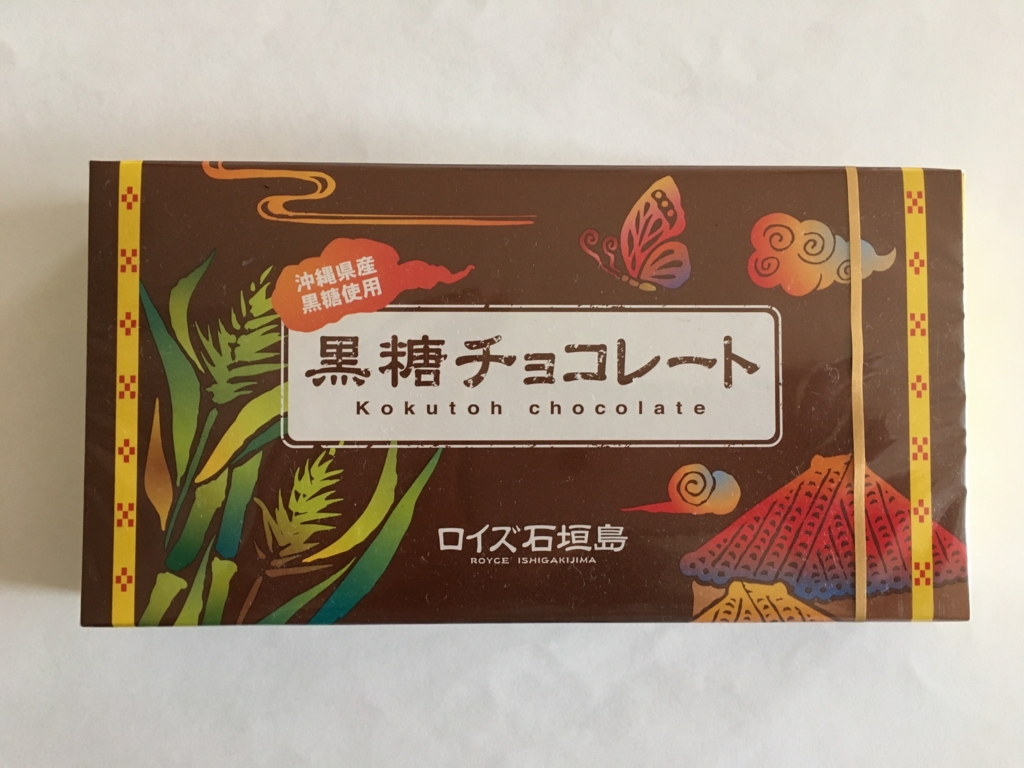 沖縄県産
黒糖使用
黒糖チョコレート
Kokutoh chocolate
ロイズ石垣島
ROYCE' ISHIGAKIJIMA